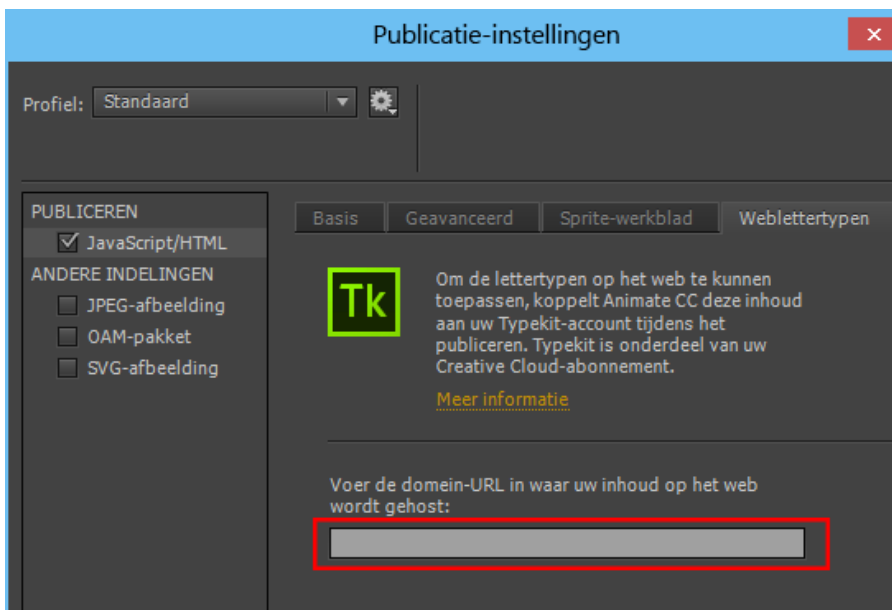 Publicatie-instellingen
Profiel: Standaard
PUBLICEREN
JavaScript/HTML
ANDERE INDELINGEN
JPEG-afbeelding
OAM-pakket
SVG-afbeelding
Basis Geavanceerd Sprite-werkblad Weblettertypen
Tk
Om de lettertypen op het web te kunnen
toepassen, koppelt Animate CC deze inhoud
aan uw Typekit-account tijdens het
publiceren. Typekit is onderdeel van uw
Creative Cloud-abonnement.
Meer informatie
Voer de domein-URL in waar uw inhoud op het web
wordt gehost: